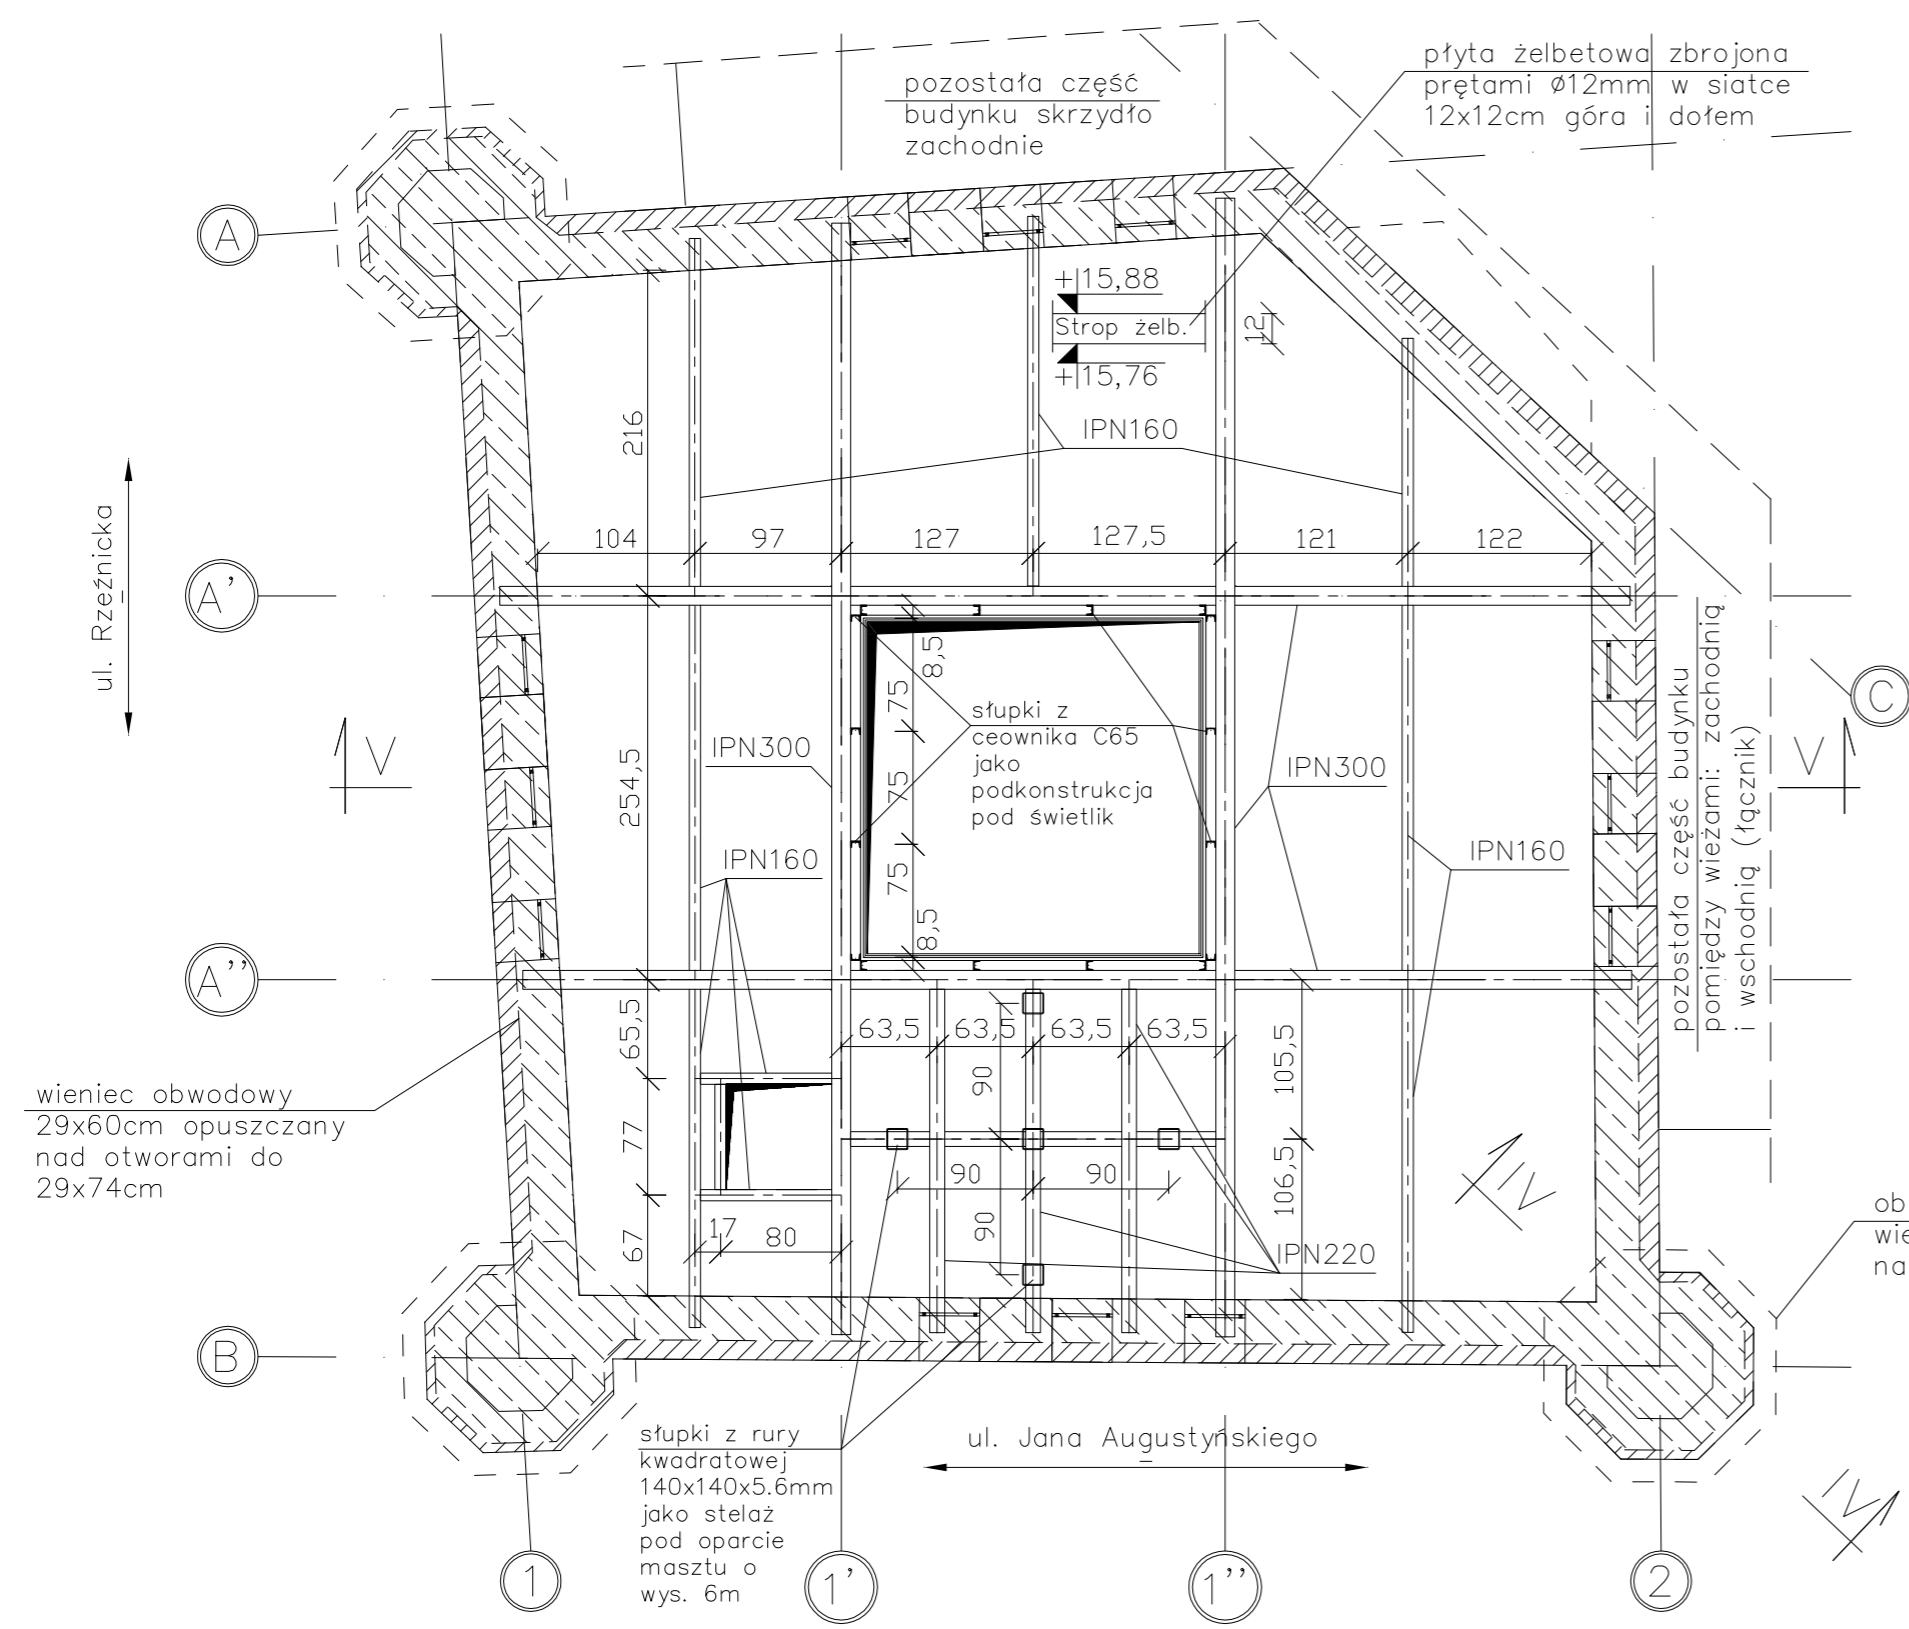 pozostała część
budynku skrzydło
zachodnie
płyta żelbetowa zbrojona
prętami Ø12mm w siatce
12x12cm góra i dołem
A
+15,88
Strop żelb.
+15,76
12
216
IPN160
ul. Rzeźnicka
104
97
127
127,5
121
122
A'
8,5
75
75
75
8,5
słupki z
ceownika C65
jako
podkonstrukcja
pod świetlik
IPN300
IPN300
254,5
IPN160
IPN160
V
V
C
pozostała część budynku
pomiędzy wieżami: zachodnią
i wschodnią (łącznik)
A''
65,5
63,5
63,5
63,5
63,5
90
105,5
wieniec obwodowy
29x60cm opuszczany
nad otworami do
29x74cm
77
90
90
106,5
IV
67
17
80
90
IPN220
ob
wie
na
B
słupki z rury
kwadratowej
140x140x5.6mm
jako stelaż
pod oparcie
masztu o
wys. 6m
ul. Jana Augustyńskiego
IV
1
1'
1''
2